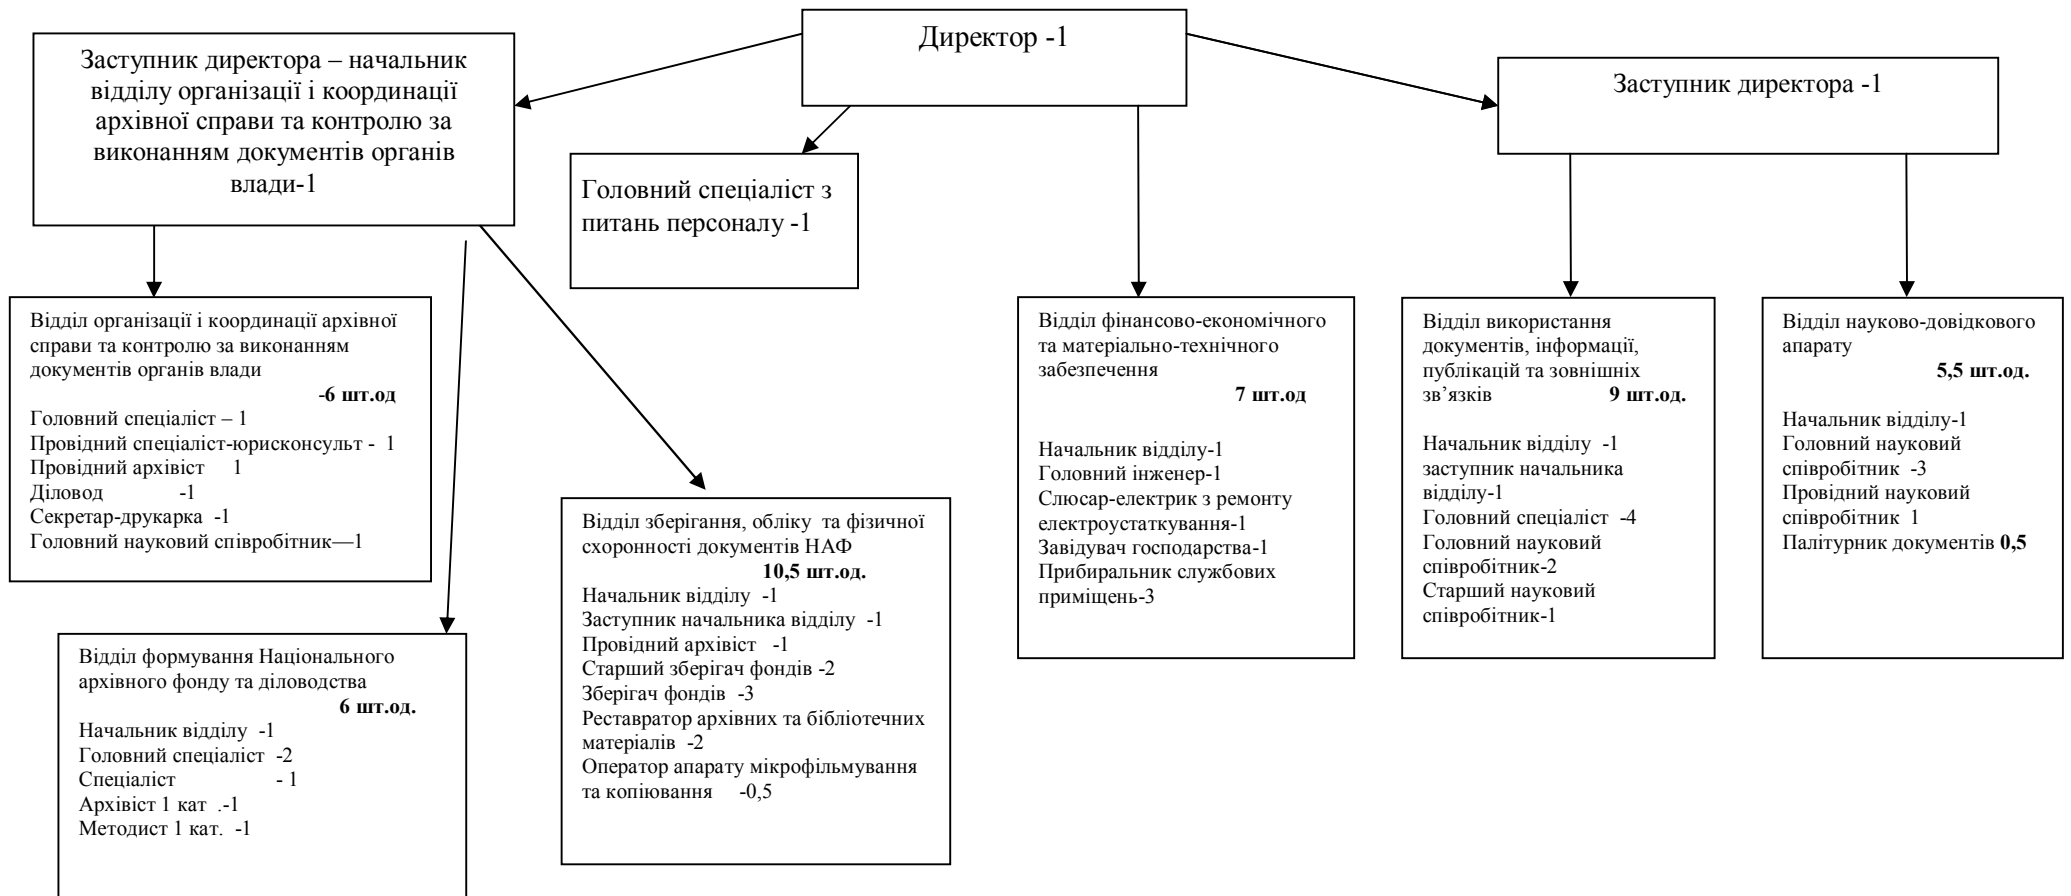 Директор -1
Заступник директора – начальник
відділу організації і координації
архівної справи та контролю за
виконанням документів органів
влади-1
Заступник директора -1
Головний спеціаліст з
питань персоналу -1
Відділ організації і координації архівної
справи та контролю за виконанням
документів органів влади
-6 шт.од
Головний спеціаліст – 1
Провідний спеціаліст-юрисконсульт - 1
Провідний архівіст 1
Діловод -1
Секретар-друкарка -1
Головний науковий співробітник—1
Відділ формування Національного
архівного фонду та діловодства
6 шт.од.
Начальник відділу -1
Головний спеціаліст -2
Спеціаліст - 1
Архівіст 1 кат .-1
Методист 1 кат. -1
Відділ зберігання, обліку та фізичної
схоронності документів НАФ
10,5 шт.од.
Начальник відділу -1
Заступник начальника відділу -1
Провідний архівіст -1
Старший зберігач фондів -2
Зберігач фондів -3
Реставратор архівних та бібліотечних
матеріалів -2
Оператор апарату мікрофільмування
та копіювання -0,5
Відділ фінансово-економічного
та матеріально-технічного
забезпечення
7 шт.од
Начальник відділу-1
Головний інженер-1
Слюсар-електрик з ремонту
електроустаткування-1
Завідувач господарства-1
Прибиральник службових
приміщень-3
Відділ використання
документів, інформації,
публікацій та зовнішніх
зв’язків 9 шт.од.
Начальник відділу -1
заступник начальника
відділу-1
Головний спеціаліст -4
Головний науковий
співробітник-2
Старший науковий
співробітник-1
Відділ науково-довідкового
апарату
5,5 шт.од.
Начальник відділу-1
Головний науковий
співробітник -3
Провідний науковий
співробітник 1
Палітурник документів 0,5